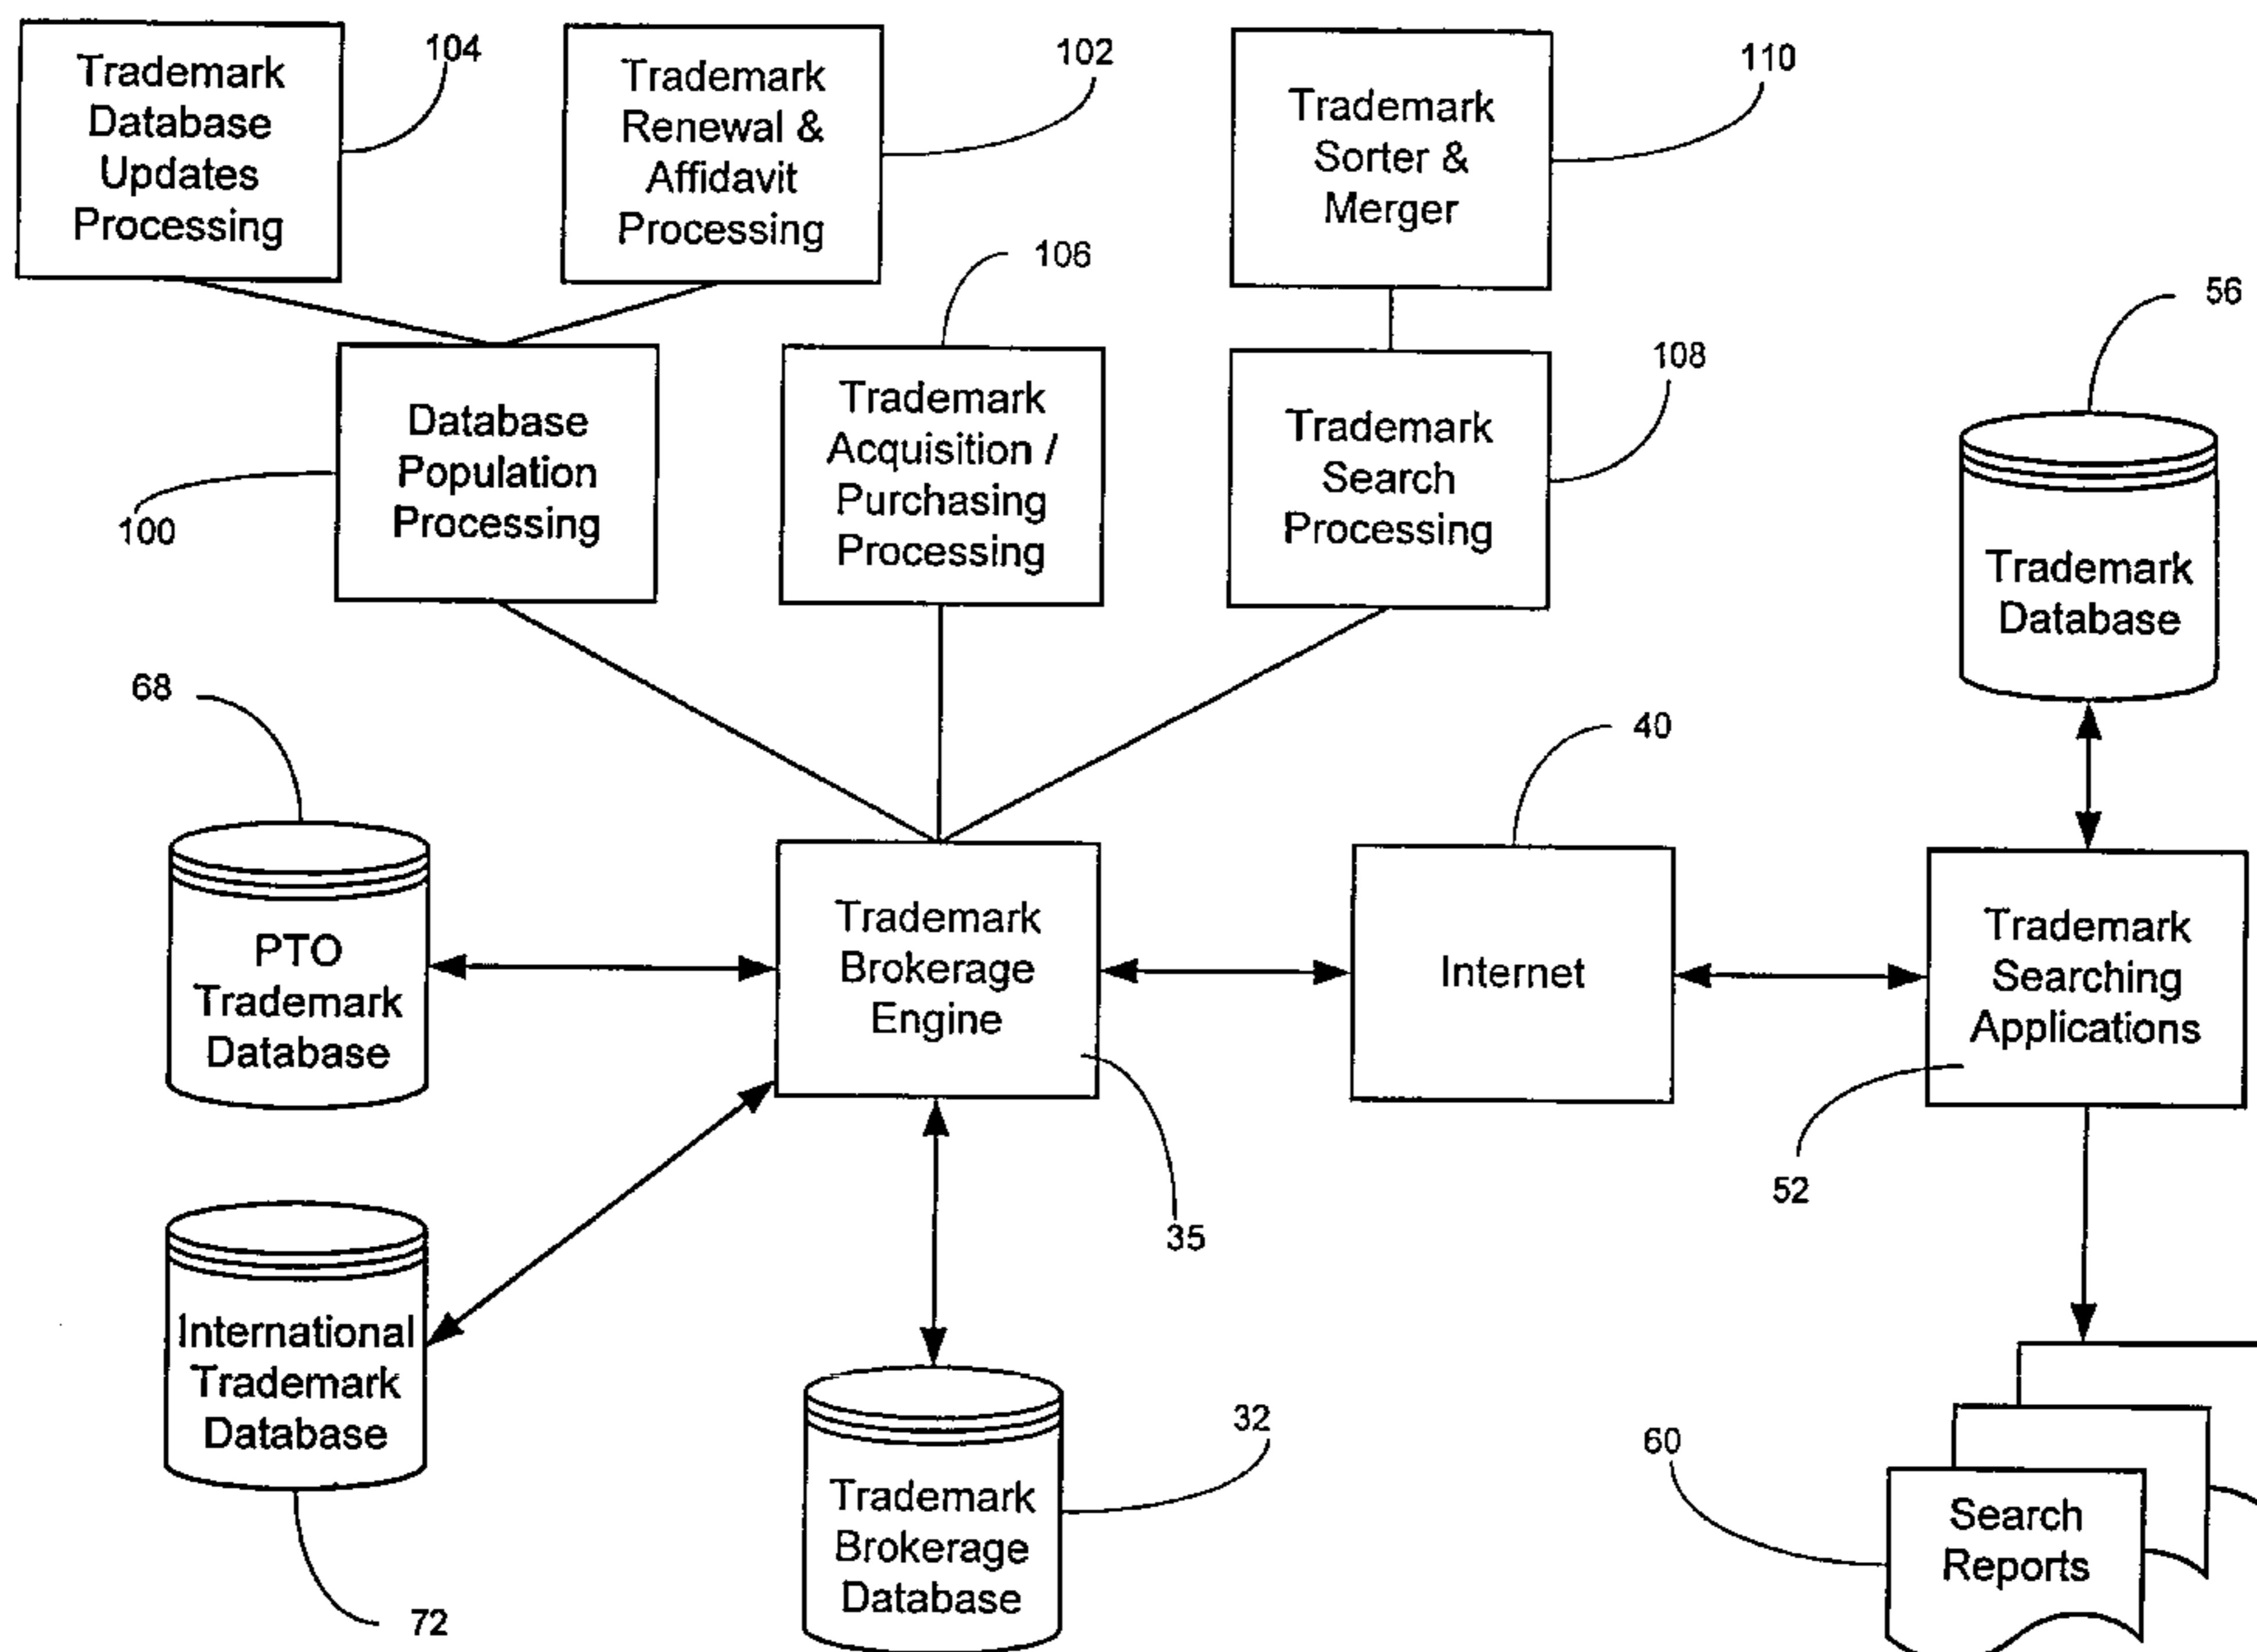 Trademark
Database
Updates
Processing
104
Trademark
Renewal &
Affidavit
Processing
102
Trademark
Sorter &
Merger
110
106
56
Database
Population
Processing
100
Trademark
Acquisition /
Purchasing
Processing
Trademark
Search
Processing
108
Trademark
Database
68
40
PTO
Trademark
Database
Trademark
Brokerage
Engine
35
Internet
Trademark
Searching
Applications
52
International
Trademark
Database
72
Trademark
Brokerage
Database
32
60
Search
Reports